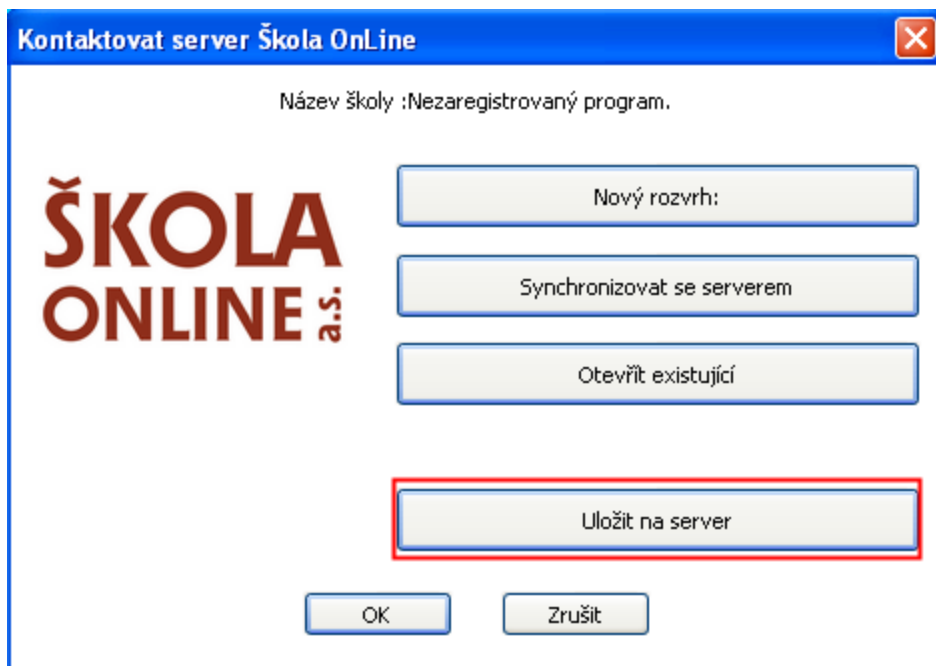 Kontaktovat server Škola OnLine
Název školy :Nezaregistrovaný program.
ŠKOLA
ONLINE a.s.
Nový rozvrh:
Synchronizovat se serverem
Otevřít existující
Uložit na server
OK
Zrušit